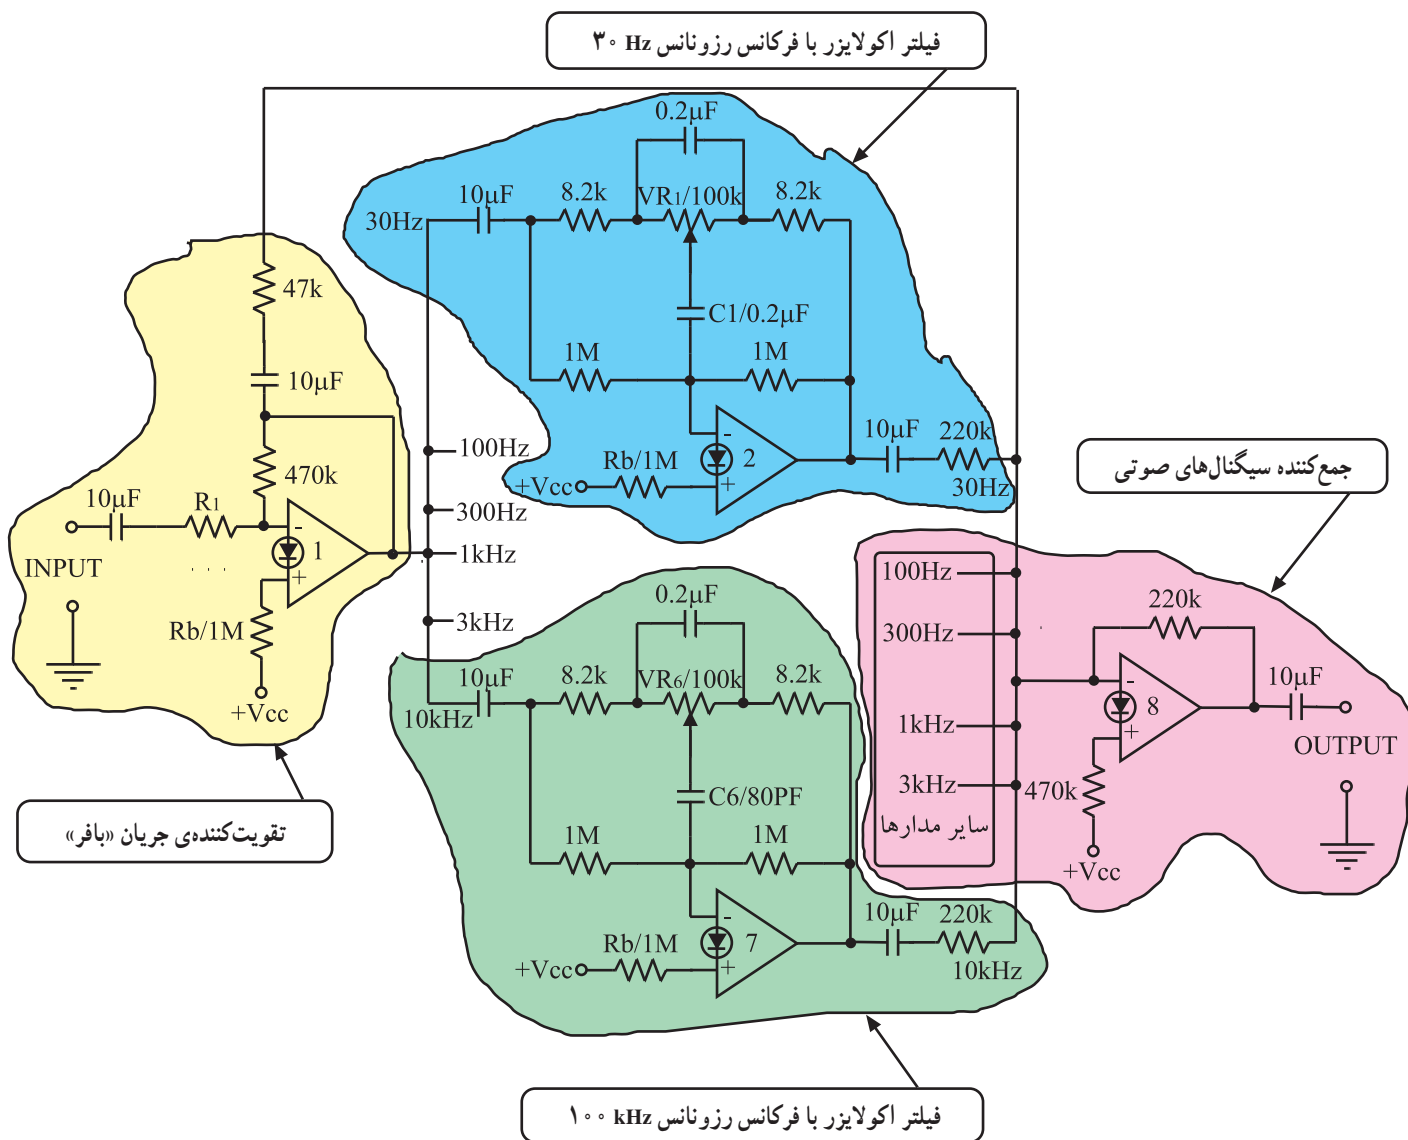 فیلتر اکولایزر با فرکانس رزونانس ۳۰ Hz
0.2µF
10µF
8.2k
VR1/100k
8.2k
30Hz
47k
C1/0.2µF
10µF
1M
1M
100Hz
10µF
220k
470k
Rb/1M
2
-
+
+Vcc
30Hz
جمع‌کننده سیگنال‌های صوتی
10µF
R1
300Hz
-
1
+
1kHz
INPUT
100Hz
0.2µF
220k
Rb/1M
3kHz
300Hz
10µF
8.2k
VR6/100k
8.2k
-
8
+
10µF
+Vcc
10kHz
1kHz
OUTPUT
3kHz
470k
C6/80PF
سایر مدارها
تقویت‌کننده‌ی جریان «بافر»
1M
1M
+Vcc
10µF
220k
-
Rb/1M
7
+
+Vcc
10kHz
فیلتر اکولایزر با فرکانس رزونانس ۱۰۰ kHz